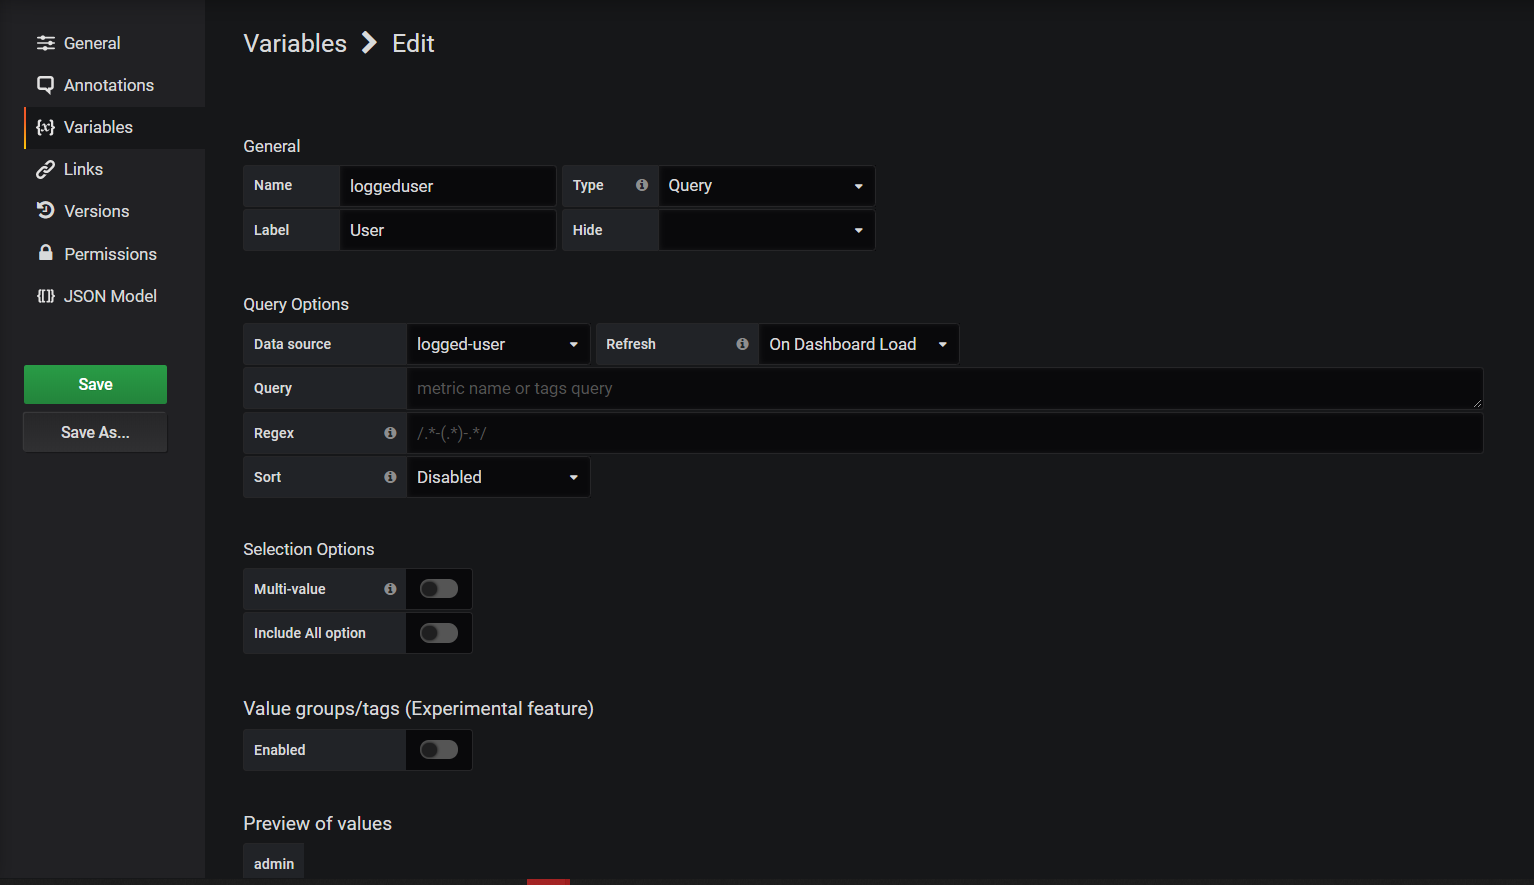 General
Annotations
Variables
Links
Versions
Permissions
JSON Model
Save
Save As...
Variables > Edit
General
Name loggeduser Type Query
Label User Hide
Query Options
Data source logged-user Refresh On Dashboard Load
Query metric name or tags query
Regex /.*-(.*)-.*/
Sort Disabled
Selection Options
Multi-value
Include All option
Value groups/tags (Experimental feature)
Enabled
Preview of values
admin